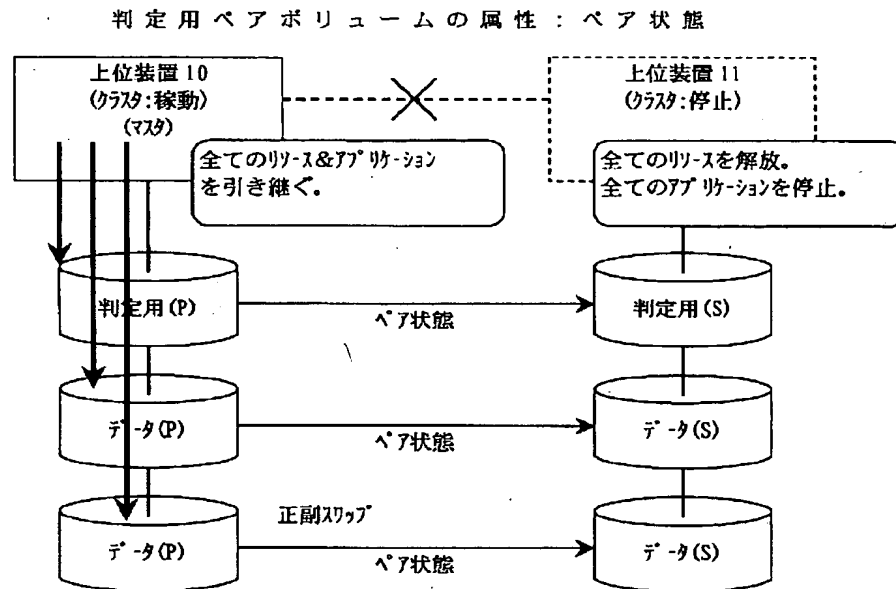 判定用ペアボリュームの属性：ペア状態
上位装置10
(ｸﾗｽﾀ:稼動)
(ﾏｽﾀ)
上位装置11
(ｸﾗｽﾀ:停止)
全てのﾘｿｰｽ&ｱﾌﾟﾘｹｰｼｮﾝ
を引き継ぐ。
全てのﾘｿｰｽを解放。
全てのｱﾌﾟﾘｹｰｼｮﾝを停止。
判定用(P)
ﾍﾟｱ状態
判定用(S)
ﾃﾞｰﾀ(P)
ﾍﾟｱ状態
ﾃﾞｰﾀ(S)
正副ｽﾜｯﾌﾟ
ﾃﾞｰﾀ(P)
ﾍﾟｱ状態
ﾃﾞｰﾀ(S)